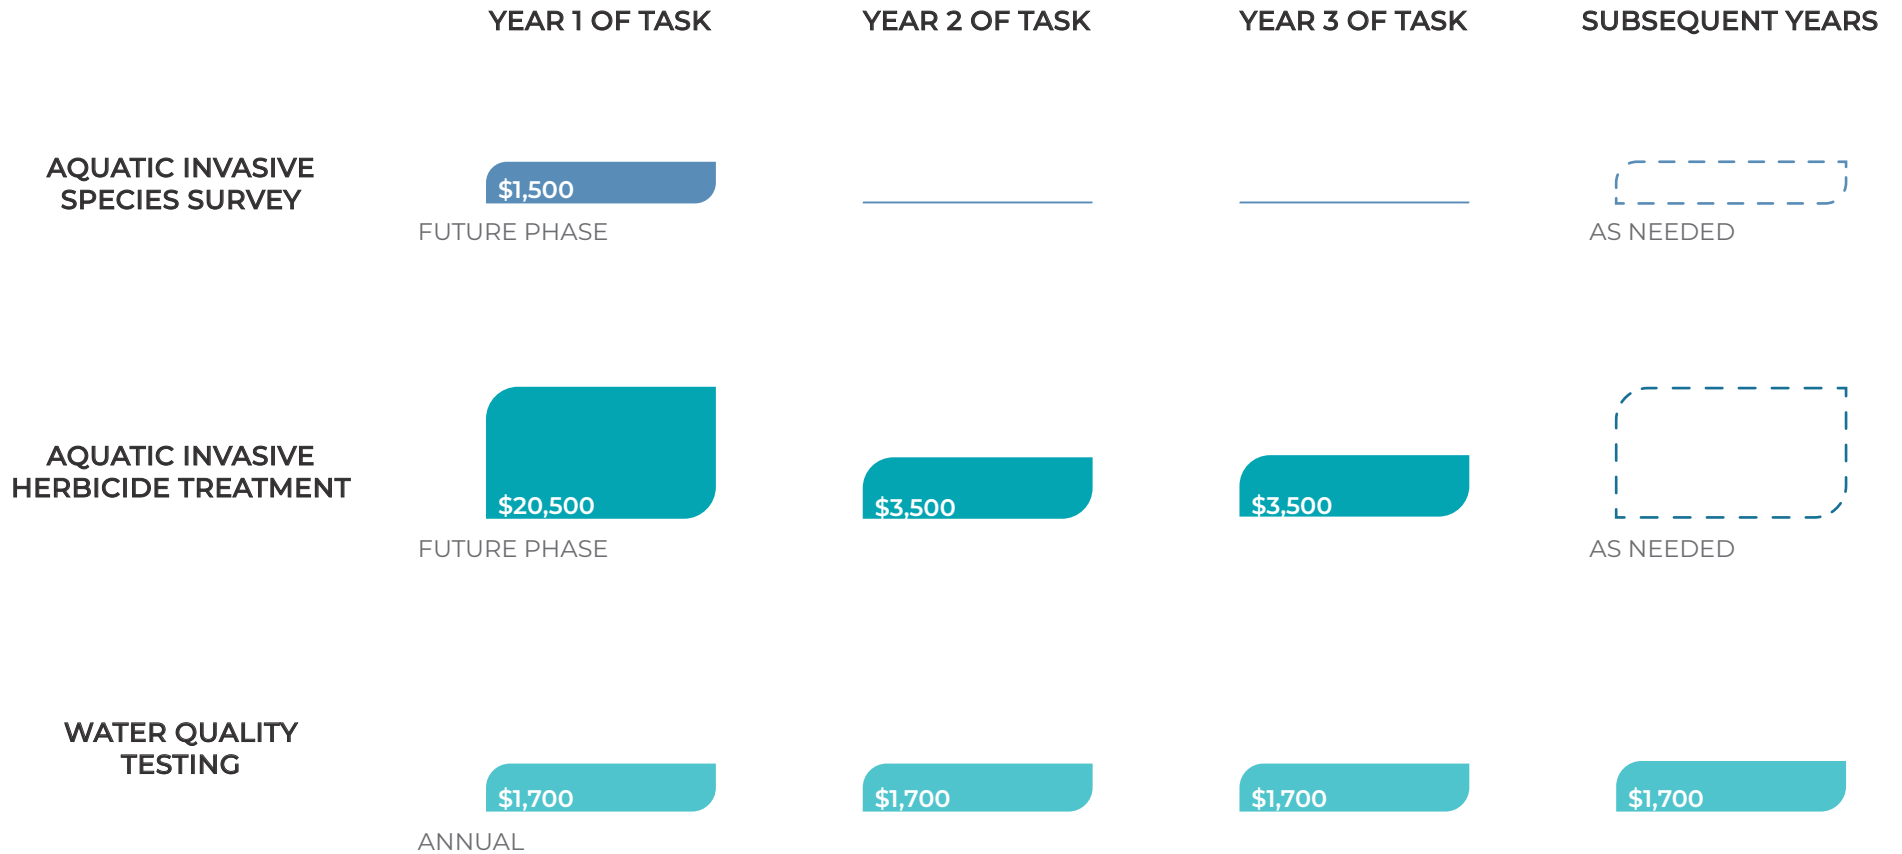 YEAR 1 OF TASK
YEAR 2 OF TASK
YEAR 3 OF TASK
SUBSEQUENT YEARS
AQUATIC INVASIVE
SPECIES SURVEY
$1,500
FUTURE PHASE
AS NEEDED
AQUATIC INVASIVE
HERBICIDE TREATMENT
$20,500
$3,500
$3,500
FUTURE PHASE
AS NEEDED
WATER QUALITY
TESTING
$1,700
$1,700
$1,700
$1,700
ANNUAL